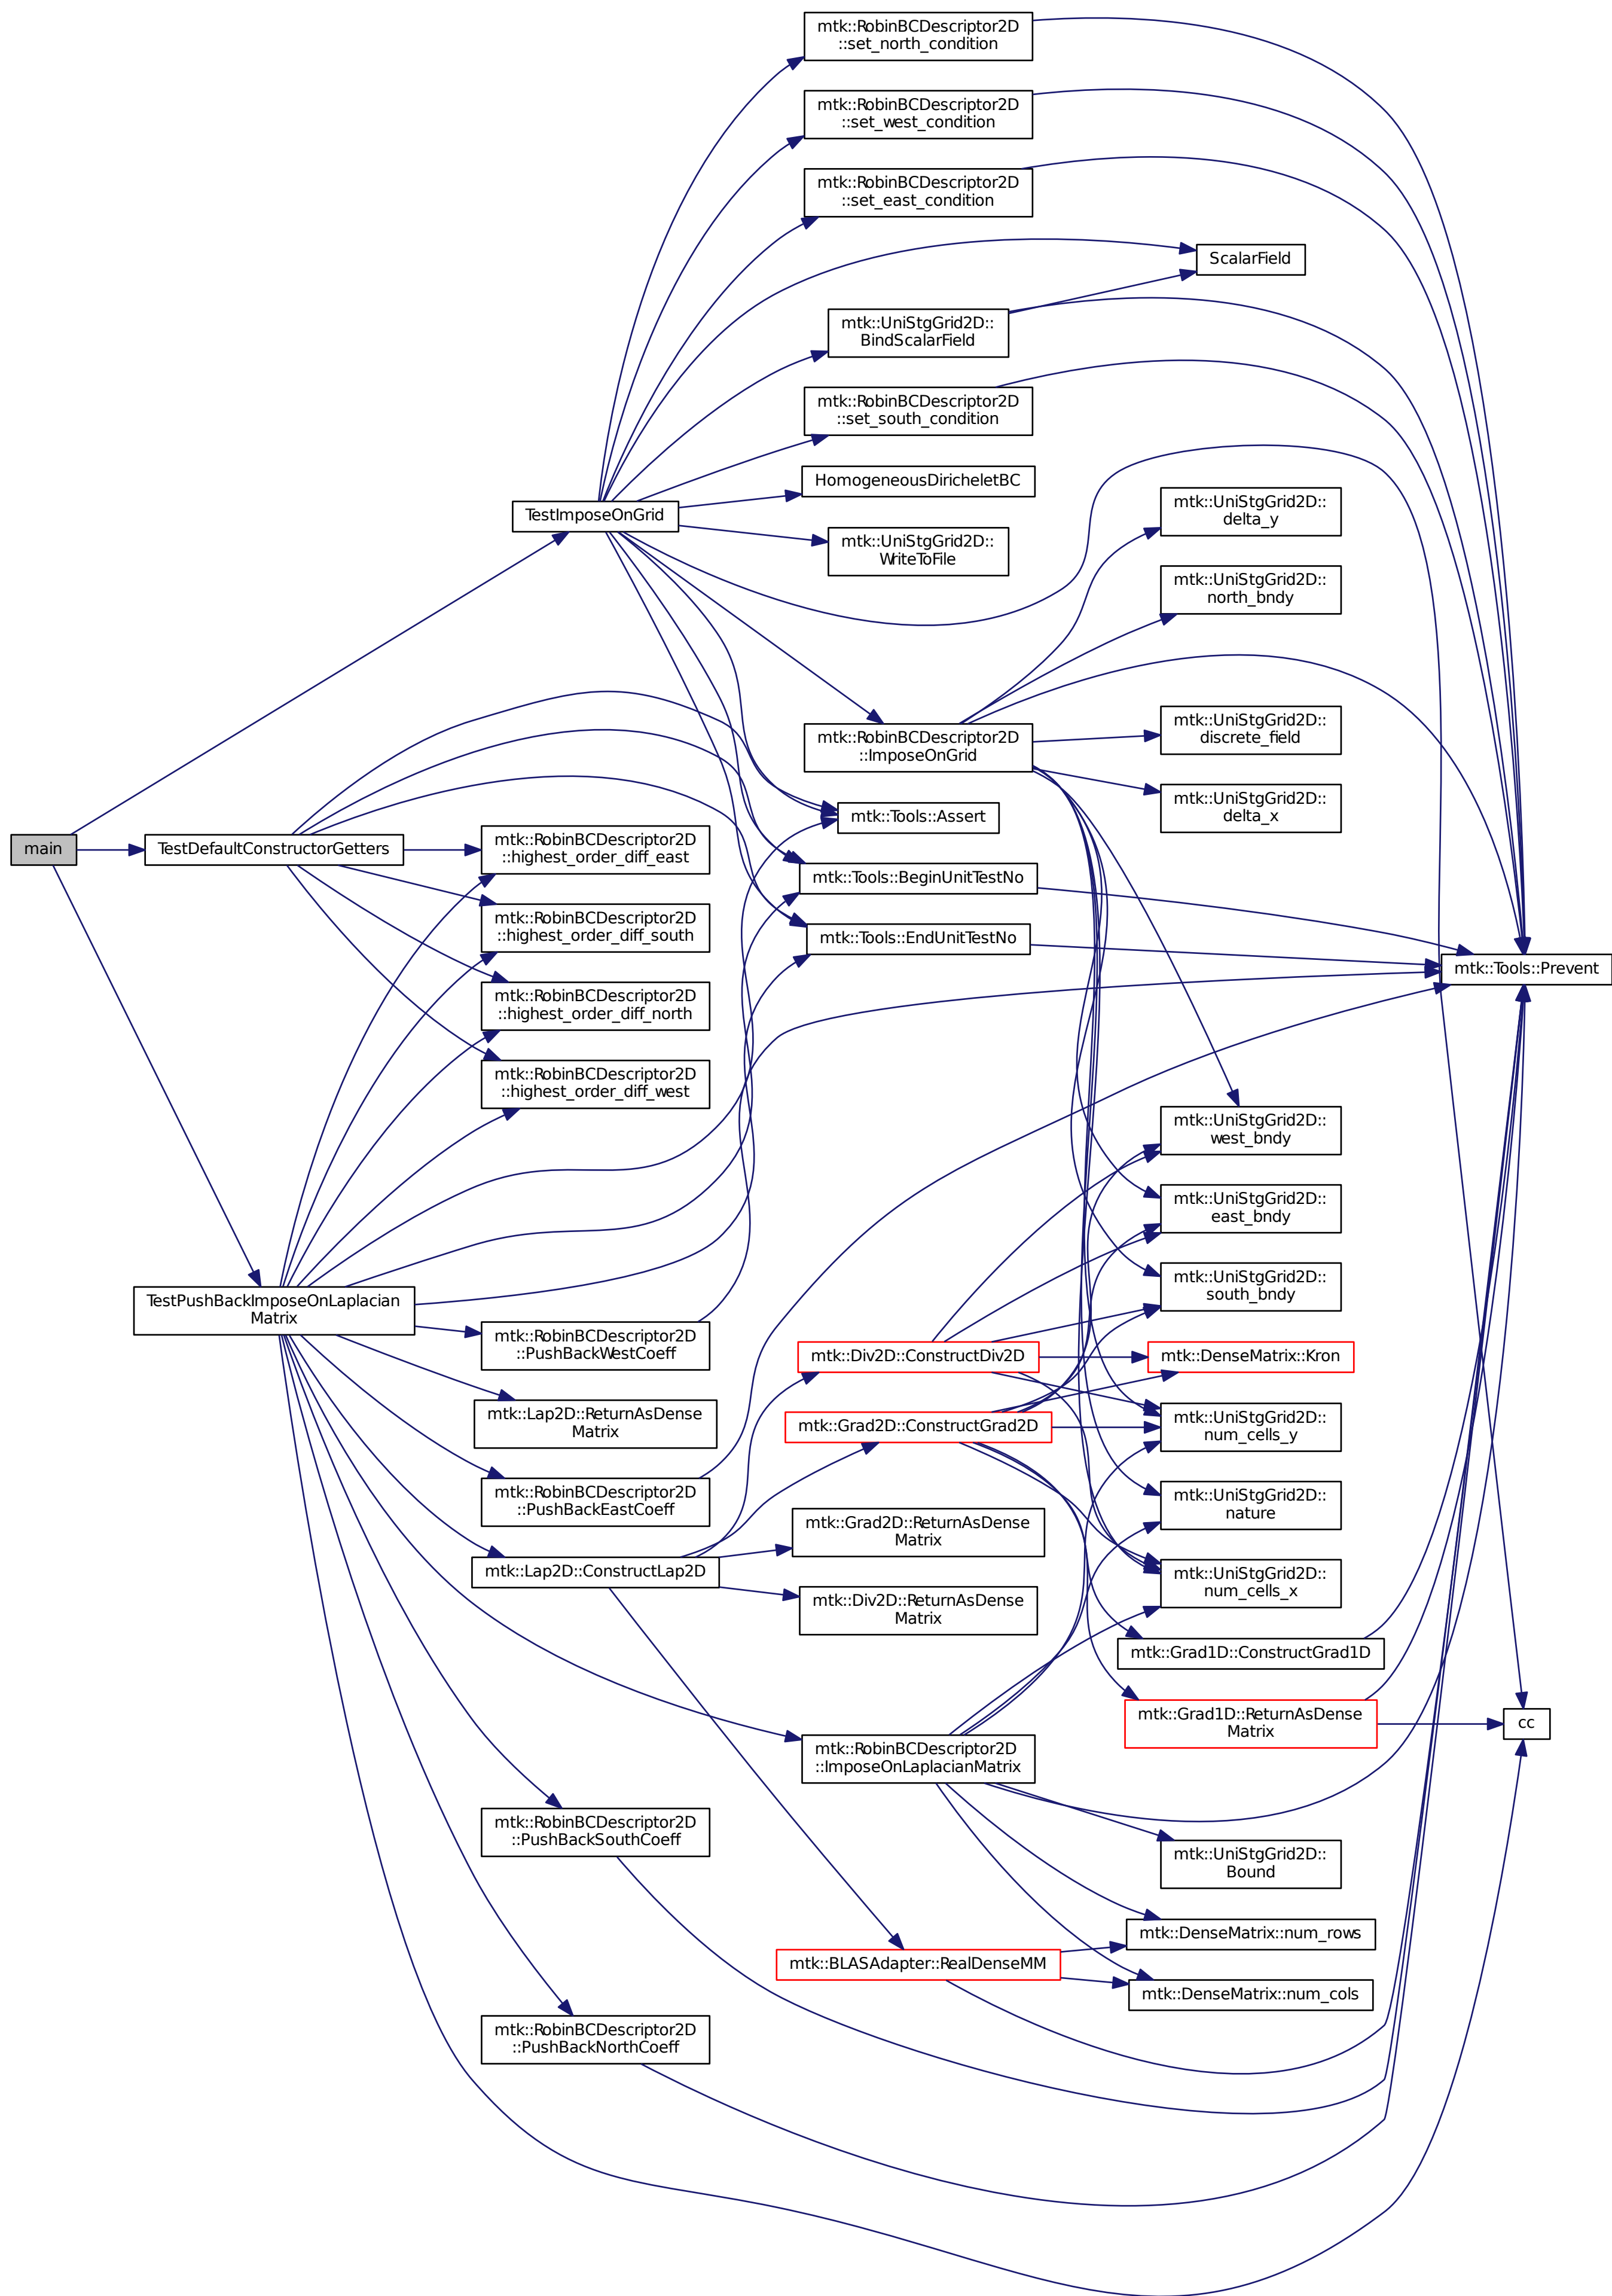 mtk::RobinBCDescriptor2D
::set_north_condition
mtk::RobinBCDescriptor2D
::set_west_condition
mtk::RobinBCDescriptor2D
::set_east_condition
ScalarField
mtk::UniStgGrid2D::
BindScalarField
mtk::RobinBCDescriptor2D
::set_south_condition
HomogeneousDiricheletBC
TestImposeOnGrid
mtk::UniStgGrid2D::
WriteToFile
mtk::UniStgGrid2D::
delta_y
mtk::UniStgGrid2D::
north_bndy
mtk::RobinBCDescriptor2D
::ImposeOnGrid
mtk::UniStgGrid2D::
discrete_field
mtk::UniStgGrid2D::
delta_x
mtk::Tools::Assert
main
TestDefaultConstructorGetters
mtk::RobinBCDescriptor2D
::highest_order_diff_east
mtk::Tools::BeginUnitTestNo
mtk::RobinBCDescriptor2D
::highest_order_diff_south
mtk::Tools::EndUnitTestNo
mtk::Tools::Prevent
mtk::RobinBCDescriptor2D
::highest_order_diff_north
mtk::RobinBCDescriptor2D
::highest_order_diff_west
mtk::UniStgGrid2D::
west_bndy
mtk::UniStgGrid2D::
east_bndy
mtk::UniStgGrid2D::
south_bndy
TestPushBackImposeOnLaplacian
Matrix
mtk::RobinBCDescriptor2D
::PushBackWestCoeff
mtk::Div2D::ConstructDiv2D
mtk::DenseMatrix::Kron
mtk::Lap2D::ReturnAsDense
Matrix
mtk::Grad2D::ConstructGrad2D
mtk::UniStgGrid2D::
num_cells_y
mtk::RobinBCDescriptor2D
::PushBackEastCoeff
mtk::UniStgGrid2D::
nature
mtk::Grad2D::ReturnAsDense
Matrix
mtk::Lap2D::ConstructLap2D
mtk::UniStgGrid2D::
num_cells_x
mtk::Div2D::ReturnAsDense
Matrix
mtk::Grad1D::ConstructGrad1D
mtk::Grad1D::ReturnAsDense
Matrix
cc
mtk::RobinBCDescriptor2D
::ImposeOnLaplacianMatrix
mtk::RobinBCDescriptor2D
::PushBackSouthCoeff
mtk::UniStgGrid2D::
Bound
mtk::DenseMatrix::num_rows
mtk::BLASAdapter::RealDenseMM
mtk::DenseMatrix::num_cols
mtk::RobinBCDescriptor2D
::PushBackNorthCoeff